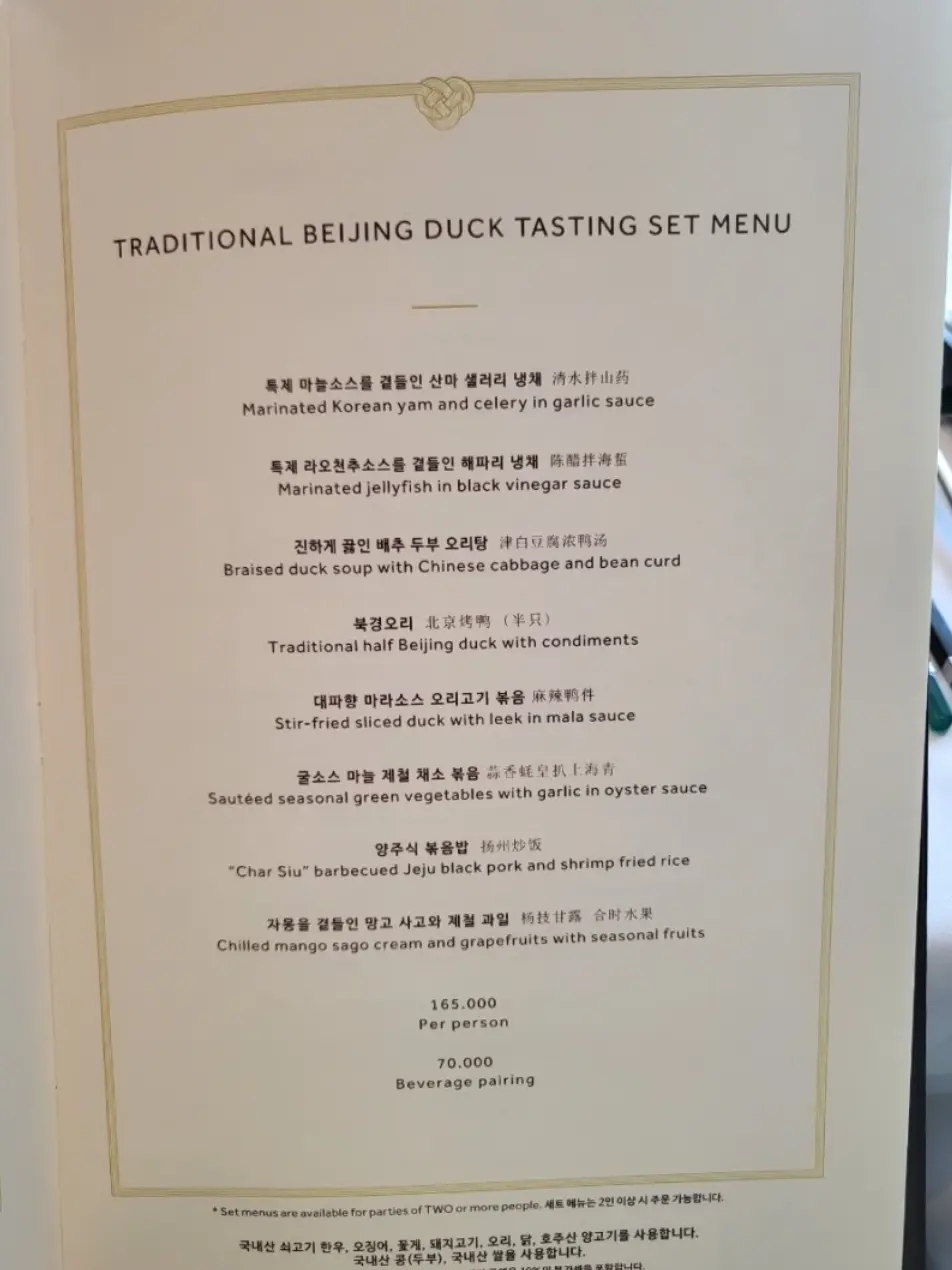 TRADITIONAL BEIJING DUCK TASTING SET MENU
특제 마늘소스를 곁들인 산마 샐러리 냉채 清水拌山药
Marinated Korean yam and celery in garlic sauce
특제 라오천추소스를 곁들인 해파리 냉채 陈醋拌海蜇
Marinated jellyfish in black vinegar sauce
진하게 끓인 배추 두부 오리탕 津白豆腐浓鸭汤
Braised duck soup with Chinese cabbage and bean curd
북경오리 北京烤鸭 (半只)
Traditional half Beijing duck with condiments
대파향 마라소스 오리고기 볶음 麻辣鸭件
Stir-fried sliced duck with leek in mala sauce
굴소스 마늘 제철 채소 볶음 蒜香蚝皇扒上海青
Sautéed seasonal green vegetables with garlic in oyster sauce
양주식 볶음밥 扬州炒饭
"Char Siu" barbecued Jeju black pork and shrimp fried rice
자몽을 곁들인 망고 사고와 제철 과일 杨技甘露 合时水果
Chilled mango sago cream and grapefruits with seasonal fruits
165.000
Per person
70.000
Beverage pairing
* Set menus are available for parties of TWO or more people. 세트 메뉴는 2인 이상 시 주문 가능합니다.
국내산 쇠고기 한우, 오징어, 꽃게, 돼지고기, 오리, 닭, 호주산 양고기를 사용합니다.
국내산 콩(두부), 국내산 쌀을 사용합니다.